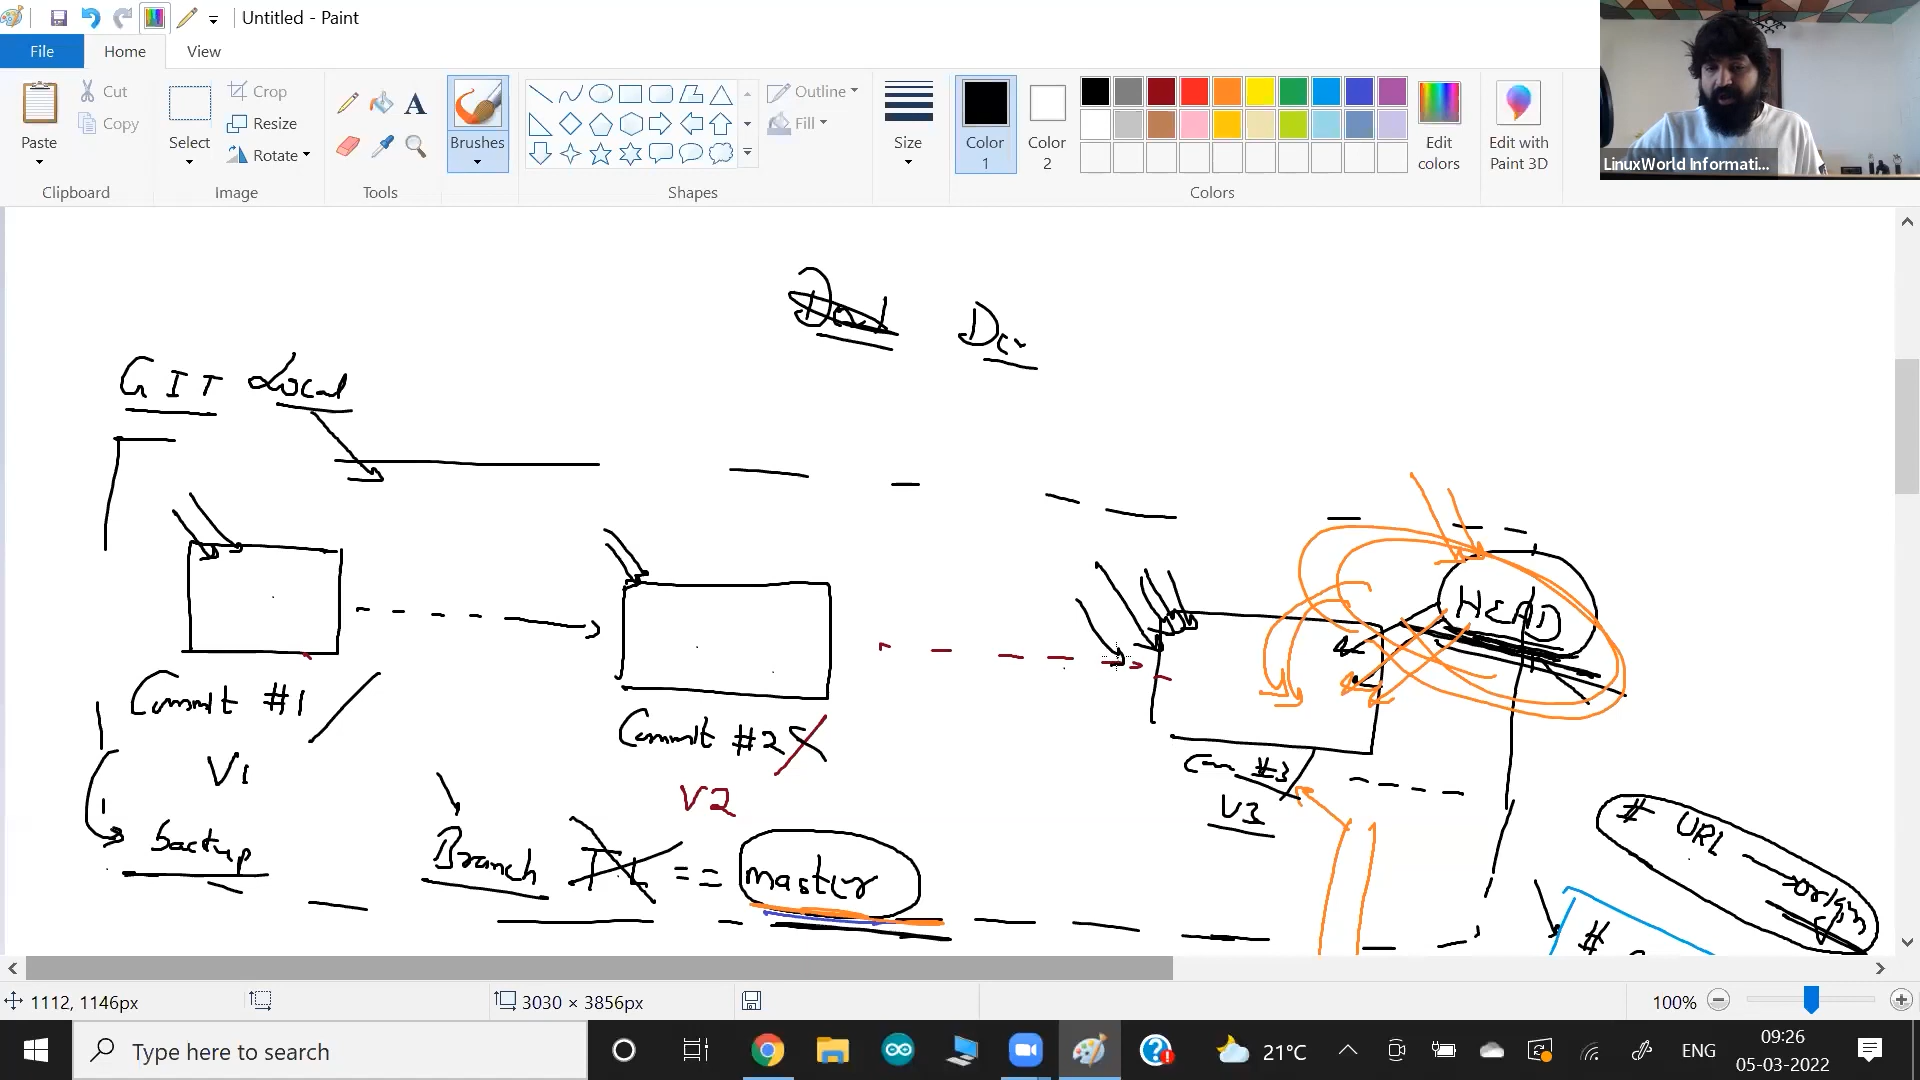 Untitled - Paint
File
Home
View
Paste
Cut
Copy
Clipboard
Select
Crop
Resize
Rotate
Image
Tools
Brushes
Shapes
Outline
Fill
Size
Color 1
Color 2
Edit colors
Edit with Paint 3D
Colors
LinuxWorld Informati...
GIT Local
HEAD
Commit #1
V1
backup
Commit #2
V2
Com #3
V3
Branch == master
# URL
origin
#
1112, 1146px
3030 × 3856px
100%
Type here to search
21°C
ENG
09:26
05-03-2022